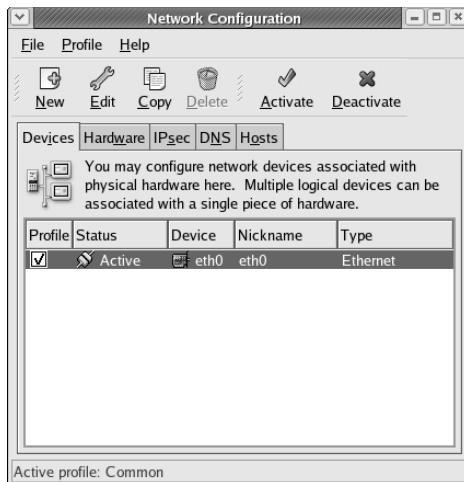 Network Configuration
File Profile Help
New Edit Copy Delete Activate Deactivate
Devices Hardware IPsec DNS Hosts
You may configure network devices associated with
physical hardware here. Multiple logical devices can be
associated with a single piece of hardware.
Profile Status Device Nickname Type
Active eth0 eth0 Ethernet
Active profile: Common